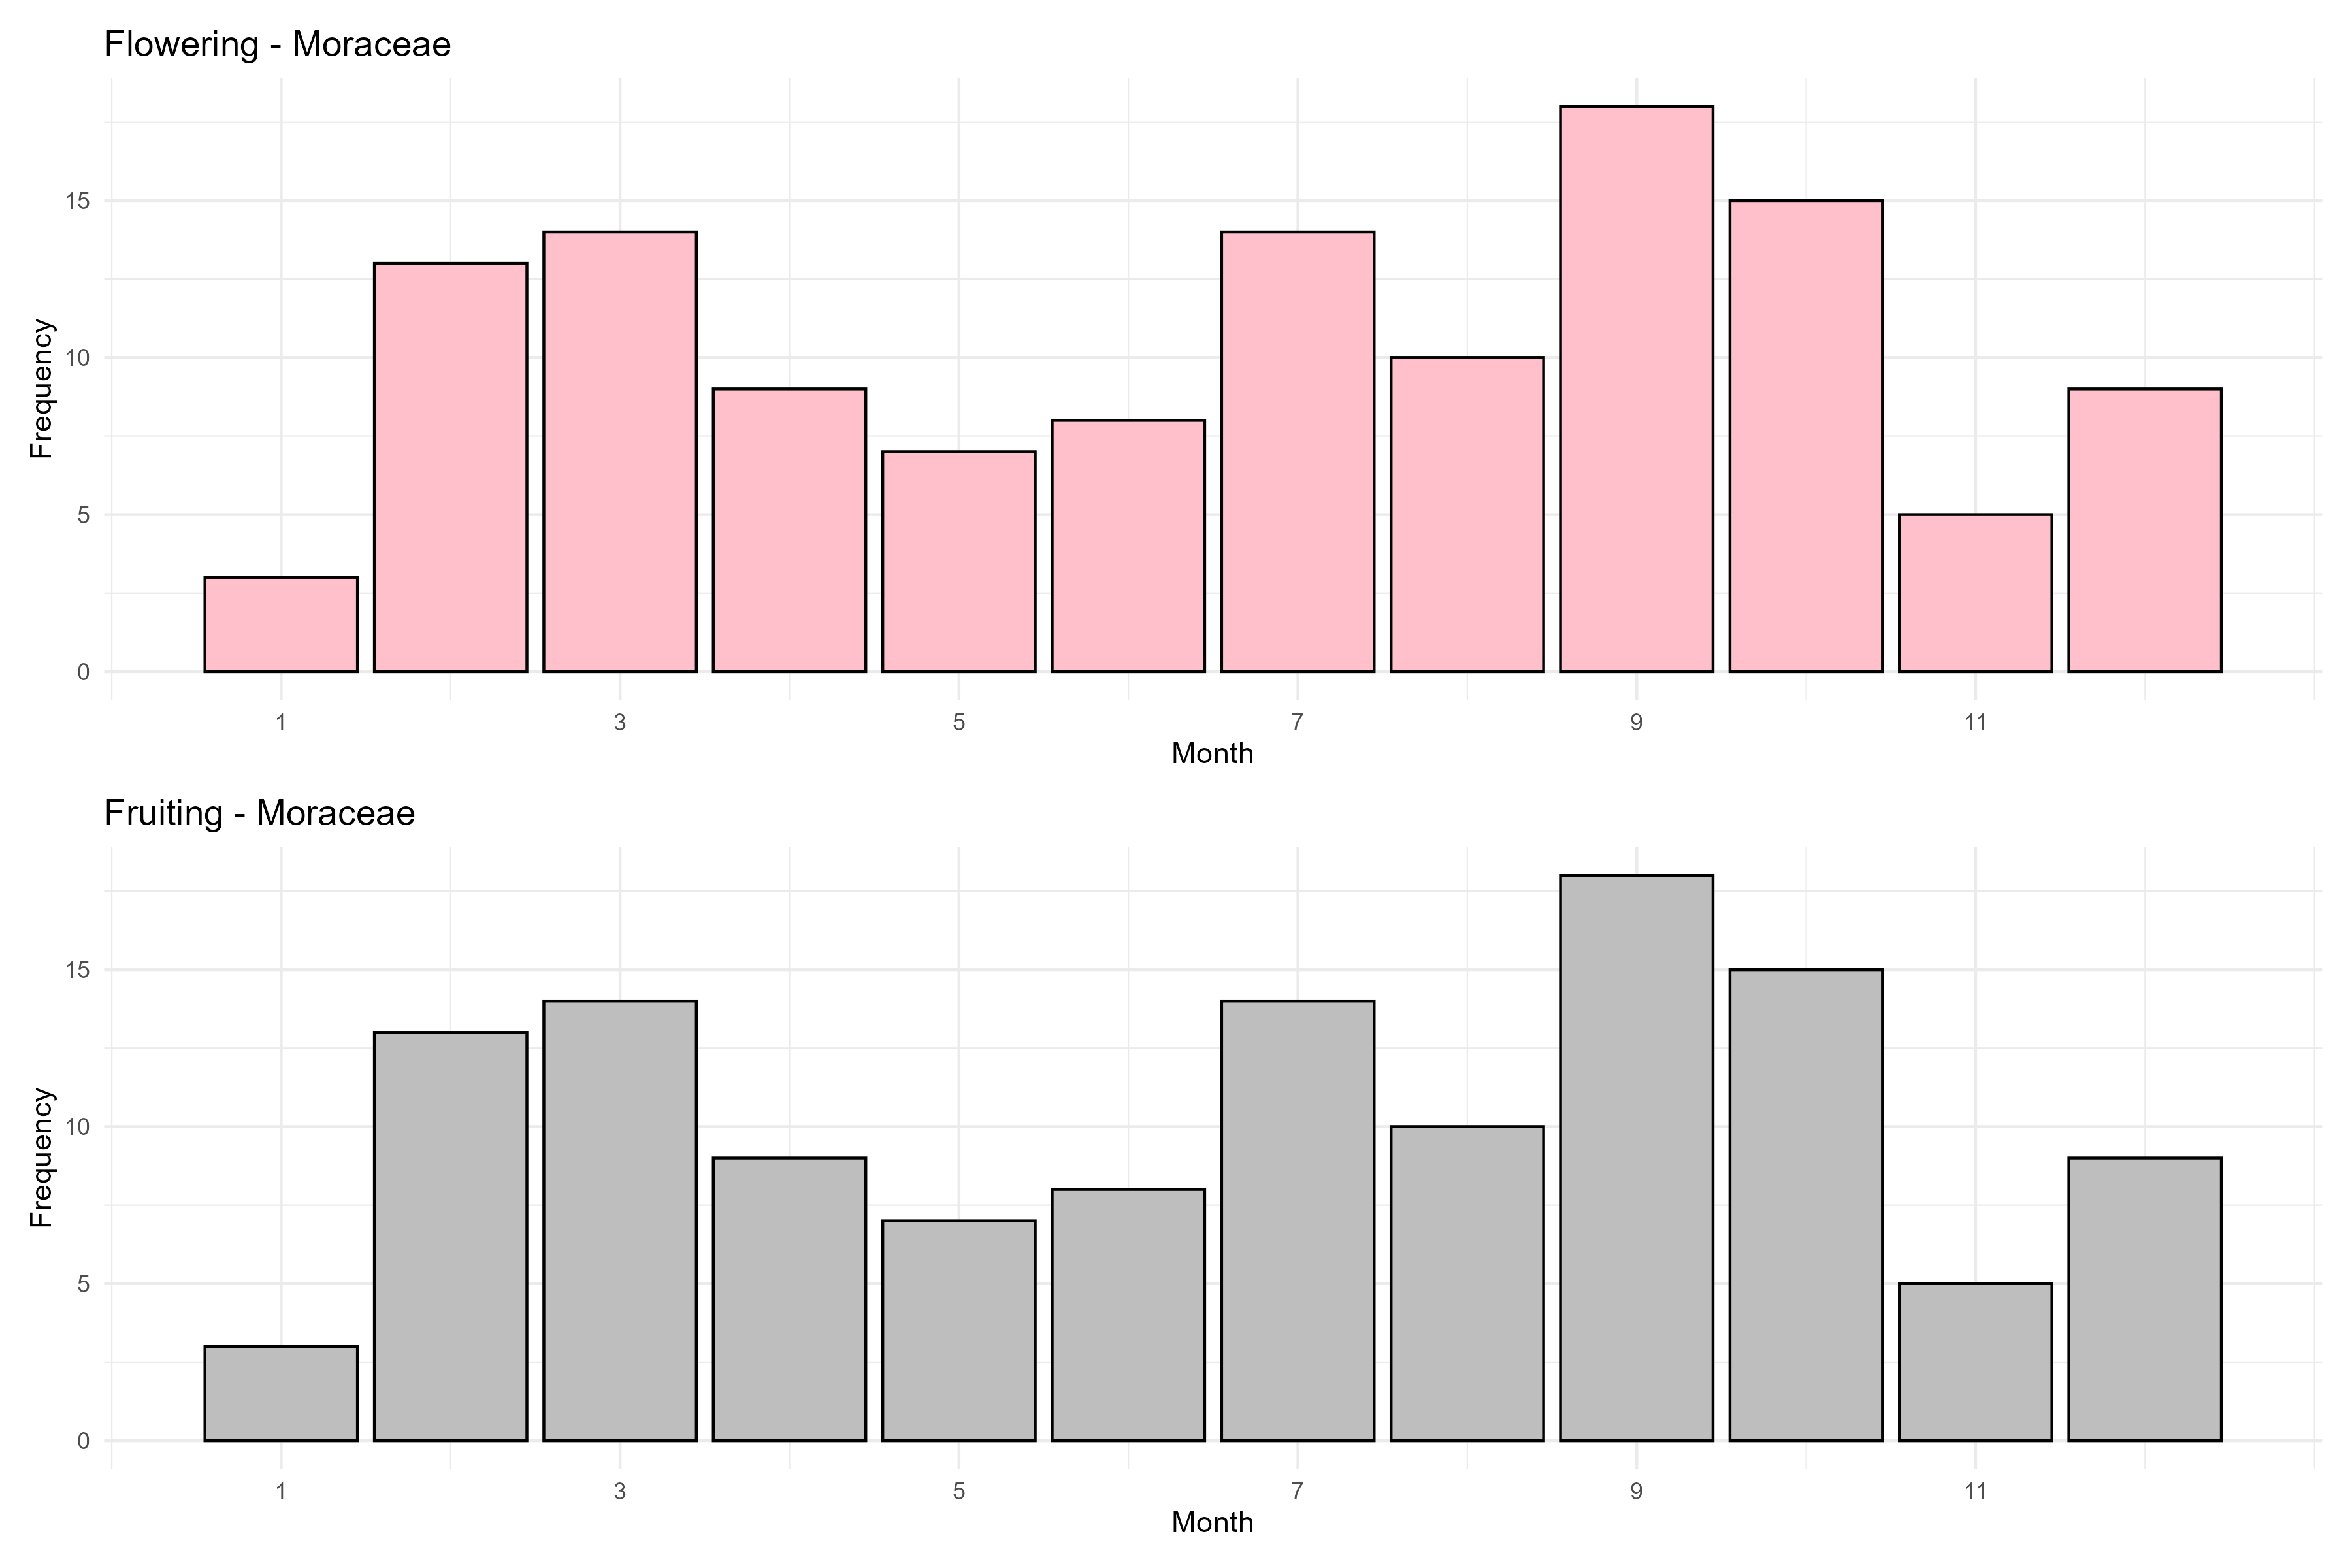 Flowering - Moraceae
Frequency
15
10
5
0
1 3 5 7 9 11
Month
Fruiting - Moraceae
Frequency
15
10
5
0
1 3 5 7 9 11
Month